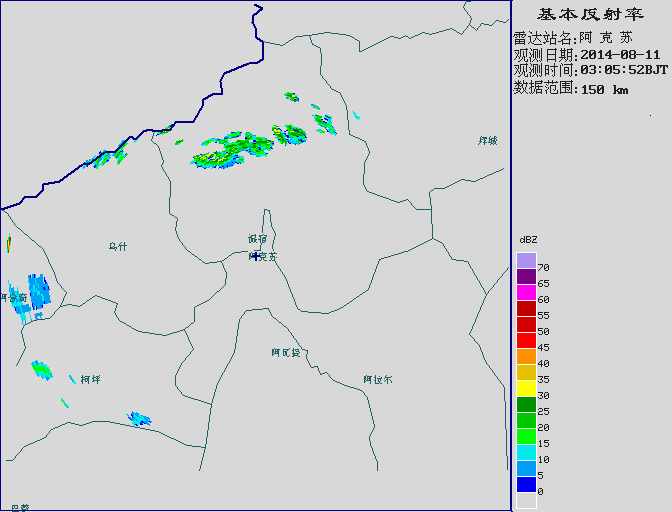 基本反射率
雷达站名:阿 克 苏
观测日期:2014-08-11
观测时间:03:05:52BJT
数据范围:150 km
拜城
乌什
温宿
阿克苏
阿合奇
阿瓦提
阿拉尔
柯坪
巴楚
dBZ
70
65
60
55
50
45
40
35
30
25
20
15
10
5
0